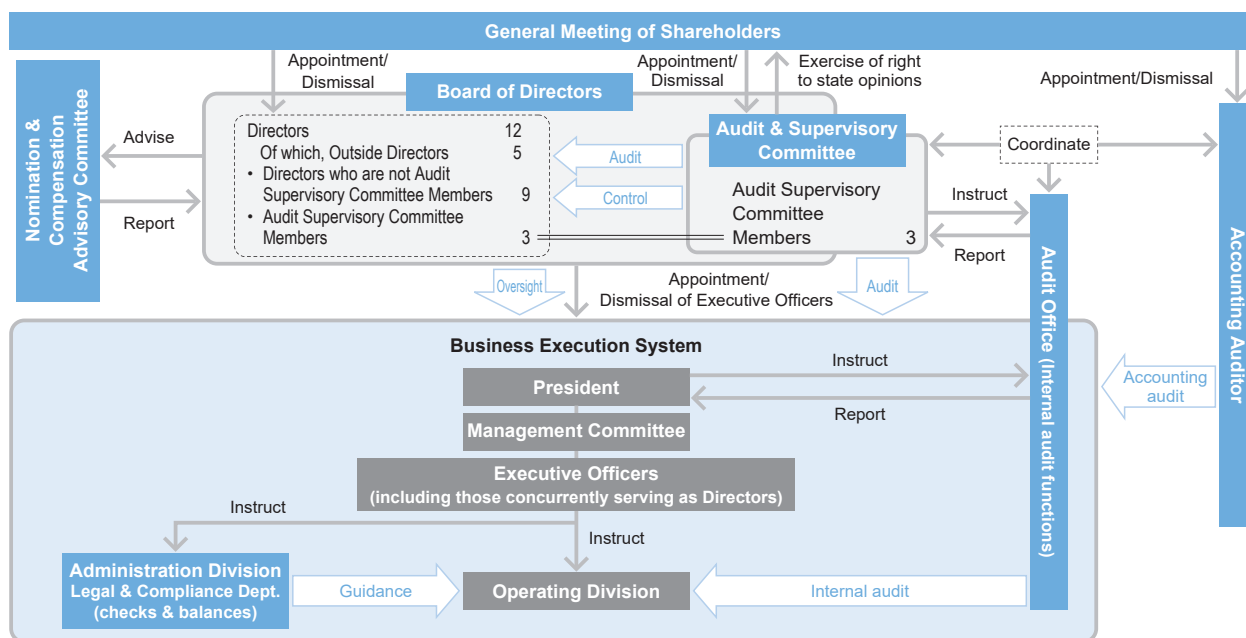 General Meeting of Shareholders
Appointment/
Dismissal
Appointment/
Dismissal
Exercise of right
to state opinions
Appointment/Dismissal
Nomination &
Compensation
Advisory Committee
Advise
Report
Board of Directors
Directors 12
Of which, Outside Directors 5
• Directors who are not Audit
Supervisory Committee Members 9
• Audit Supervisory Committee
Members 3
Audit
Control
Audit & Supervisory
Committee
Audit Supervisory
Committee
Members 3
Coordinate
Instruct
Report
Oversight
Appointment/
Dismissal of Executive Officers
Audit
Audit Office (Internal audit functions)
Accounting Auditor
Accounting
audit
Business Execution System
President
Instruct
Report
Management Committee
Executive Officers
(including those concurrently serving as Directors)
Instruct
Instruct
Administration Division
Legal & Compliance Dept.
(checks & balances)
Guidance
Operating Division
Internal audit